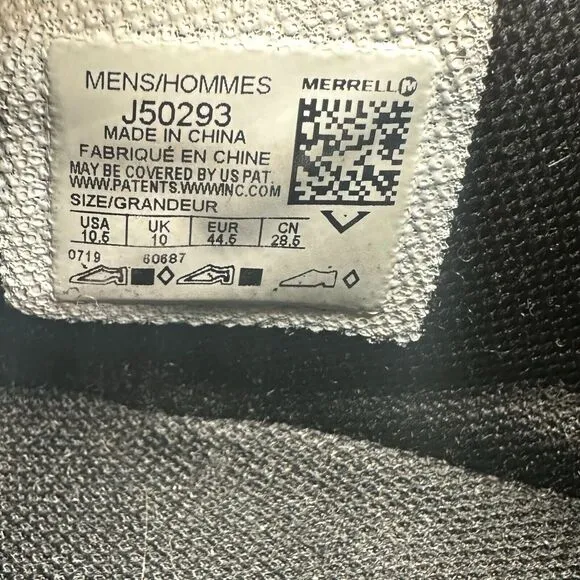 MENS/HOMMES MERRELL
J50293
MADE IN CHINA
FABRIQUÉ EN CHINE
MAY BE COVERED BY US PAT.
WWW.PATENTS.WWWINC.COM
SIZE/GRANDEUR
USA UK EUR CN
10.5 10 44.5 28.5
0719 60687